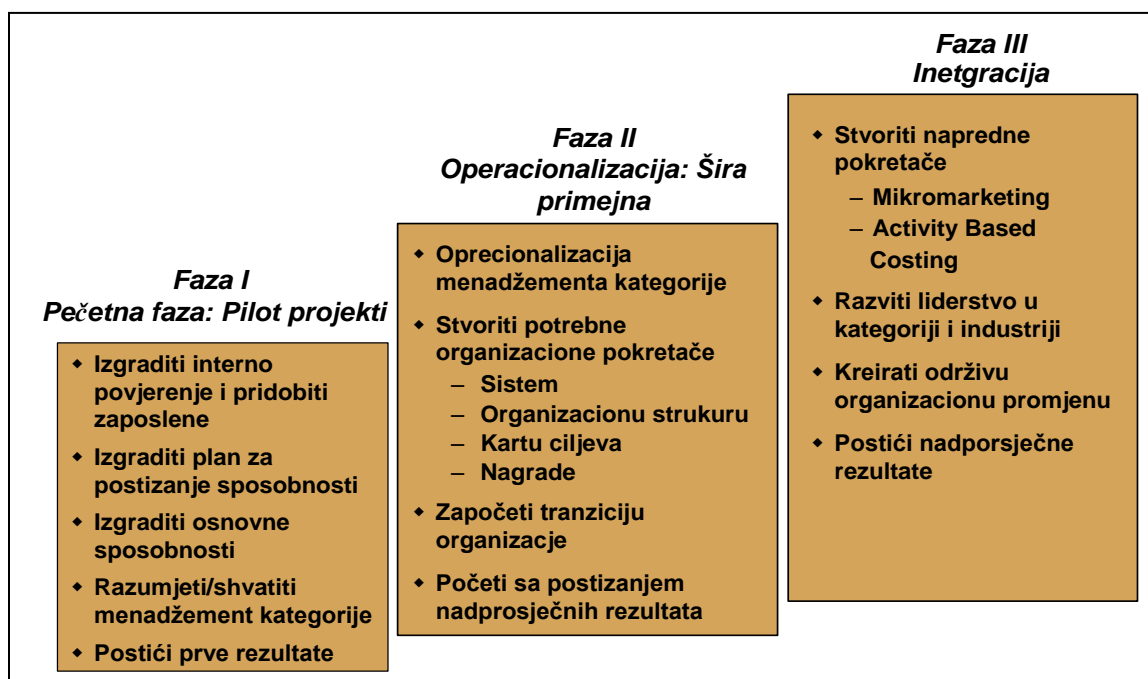 Faza I
Pečetna faza: Pilot projekti
◆ Izgraditi interno
povjerenje i pridobiti
zaposlene
◆ Izgraditi plan za
postizanje sposobnosti
◆ Izgraditi osnovne
sposobnosti
◆ Razumjeti/shvatiti
menadžment kategorije
◆ Postići prve rezultate
Faza II
Operacionalizacija: Šira
primejna
◆ Oprecionalizacija
menadžementa kategorije
◆ Stvoriti potrebne
organizacione pokretače
– Sistem
– Organizacionu strukuru
– Kartu ciljeva
– Nagrade
◆ Započeti tranziciju
organizacje
◆ Početi sa postizanjem
nadprosječnih rezultata
Faza III
Inetgracija
◆ Stvoriti napredne
pokretače
– Mikromarketing
– Activity Based
Costing
◆ Razviti liderstvo u
kategoriji i industriji
◆ Kreirati održivu
organizacionu promjenu
◆ Postići nadporsječne
rezultate